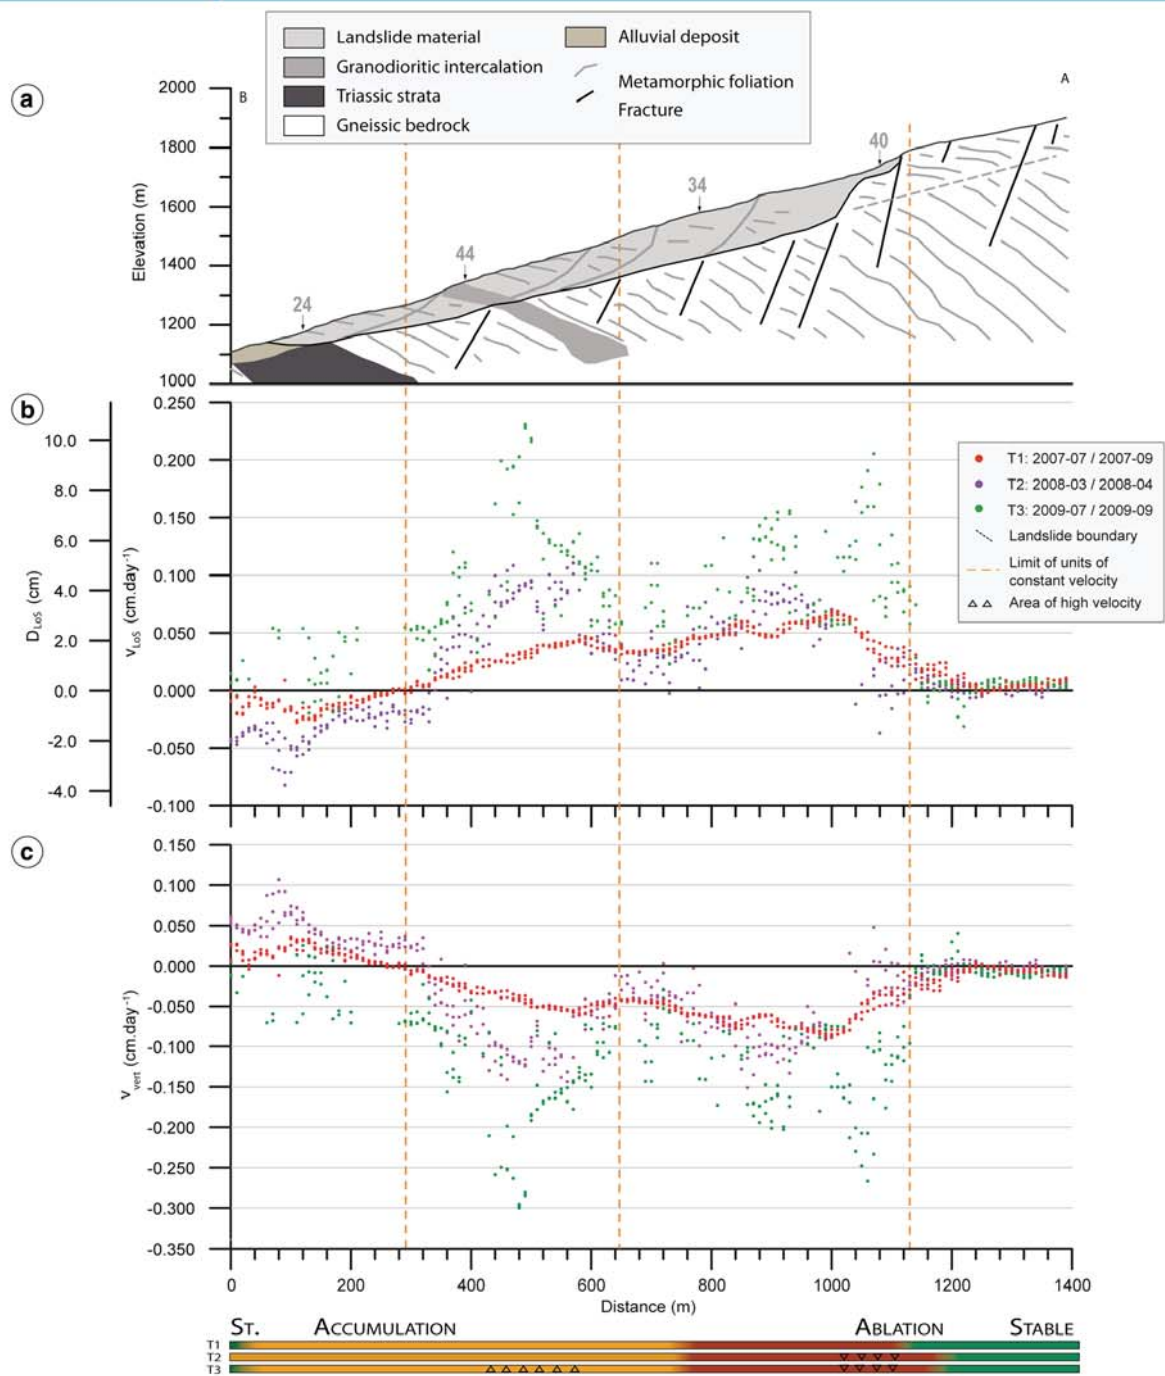 Landslide material
Granodioritic intercalation
Triassic strata
Gneissic bedrock
Alluvial deposit
Metamorphic foliation
Fracture
a
B
A
2000
1800
1600
1400
1200
1000
Elevation (m)
24
44
34
40
b
10.0
8.0
6.0
4.0
2.0
0.0
-2.0
-4.0
D LoS (cm)
0.250
0.200
0.150
0.100
0.050
0.000
-0.050
-0.100
v LoS (cm.day-1)
T1: 2007-07 / 2007-09
T2: 2008-03 / 2008-04
T3: 2009-07 / 2009-09
Landslide boundary
Limit of units of
constant velocity
Area of high velocity
c
0.150
0.100
0.050
0.000
-0.050
-0.100
-0.150
-0.200
-0.250
-0.300
-0.350
v vert (cm.day-1)
0 200 400 600 800 1000 1200 1400
Distance (m)
ST. ACCUMULATION ABLATION STABLE
T1
T2
T3